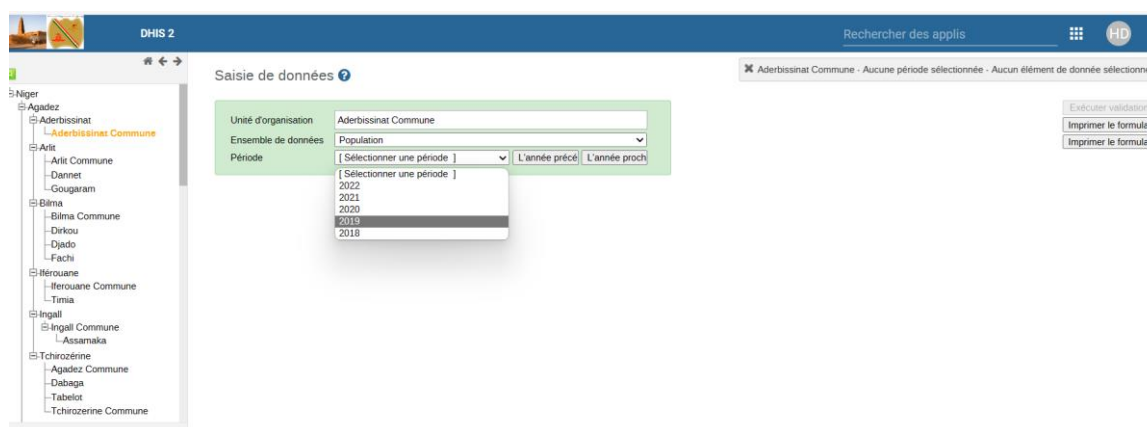 DHIS 2
Rechercher des applis
HD
Niger
Agadez
Aderbissinat
Aderbissinat Commune
Arlit
Arlit Commune
Dannet
Gougaram
Bilma
Bilma Commune
Dirkou
Djado
Fachi
Iférouane
Iferouane Commune
Timia
Ingall
Ingall Commune
Assamaka
Tchirozérine
Agadez Commune
Dabaga
Tabelot
Tchirozerine Commune
Saisie de données
Aderbissinat Commune - Aucune période sélectionnée - Aucun élément de donnée sélectionn
Unité d'organisation Aderbissinat Commune
Ensemble de données Population
Période [ Sélectionner une période ] L'année précé L'année proch
[ Sélectionner une période ]
2022
2021
2020
2019
2018
Exécuter validation
Imprimer le formula
Imprimer le formula